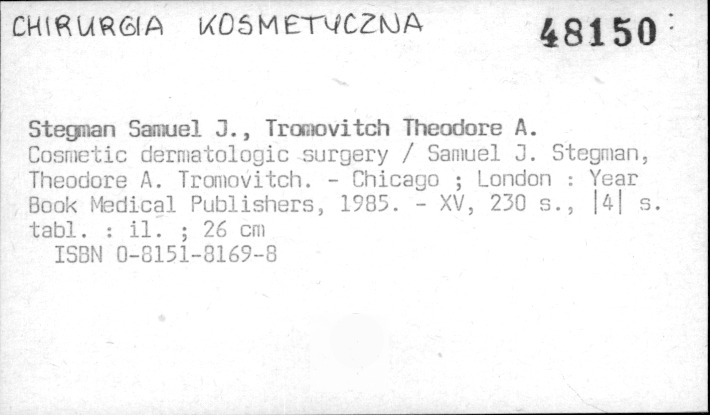 CHIRURGIA KOSMETYCZNA 48150
Stegman Samuel J., Tromovitch Theodore A.
Cosmetic dermatologic surgery / Samuel J. Stegman,
Theodore A. Tromovitch. - Chicago ; London : Year
Book Medical Publishers, 1985. - XV, 230 s., |4| s.
tabl. : il. ; 26 cm
ISBN 0-8151-8169-8